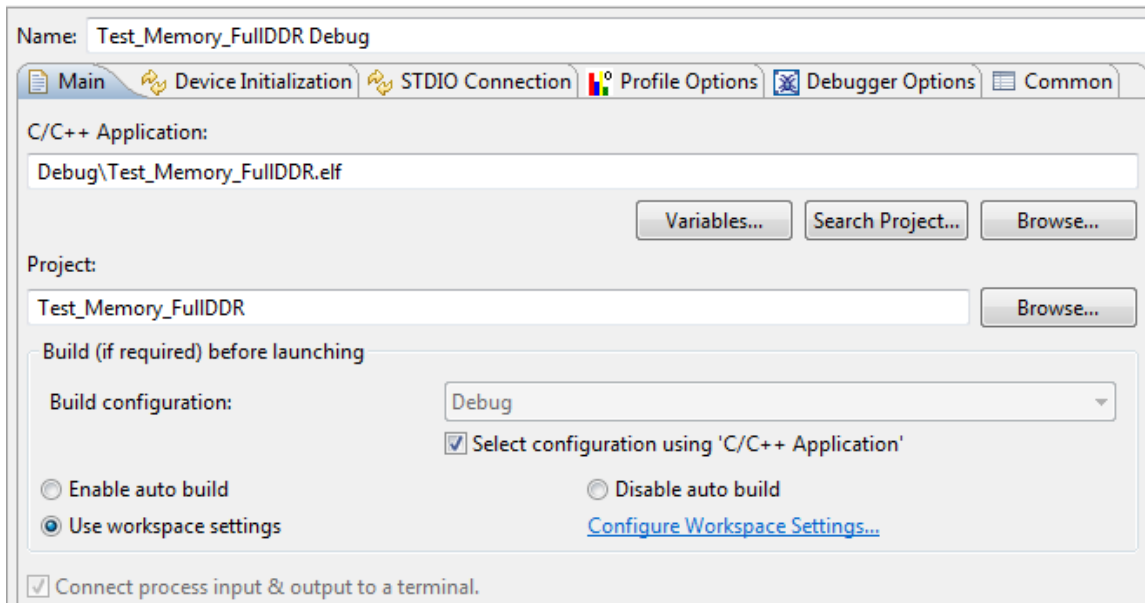 Name: Test_Memory_FullDDR Debug
Main Device Initialization STDIO Connection Profile Options Debugger Options Common
C/C++ Application:
Debug\Test_Memory_FullDDR.elf
Variables... Search Project... Browse...
Project:
Test_Memory_FullDDR Browse...
Build (if required) before launching
Build configuration: Debug
Select configuration using 'C/C++ Application'
Enable auto build Disable auto build
Use workspace settings Configure Workspace Settings...
Connect process input & output to a terminal.